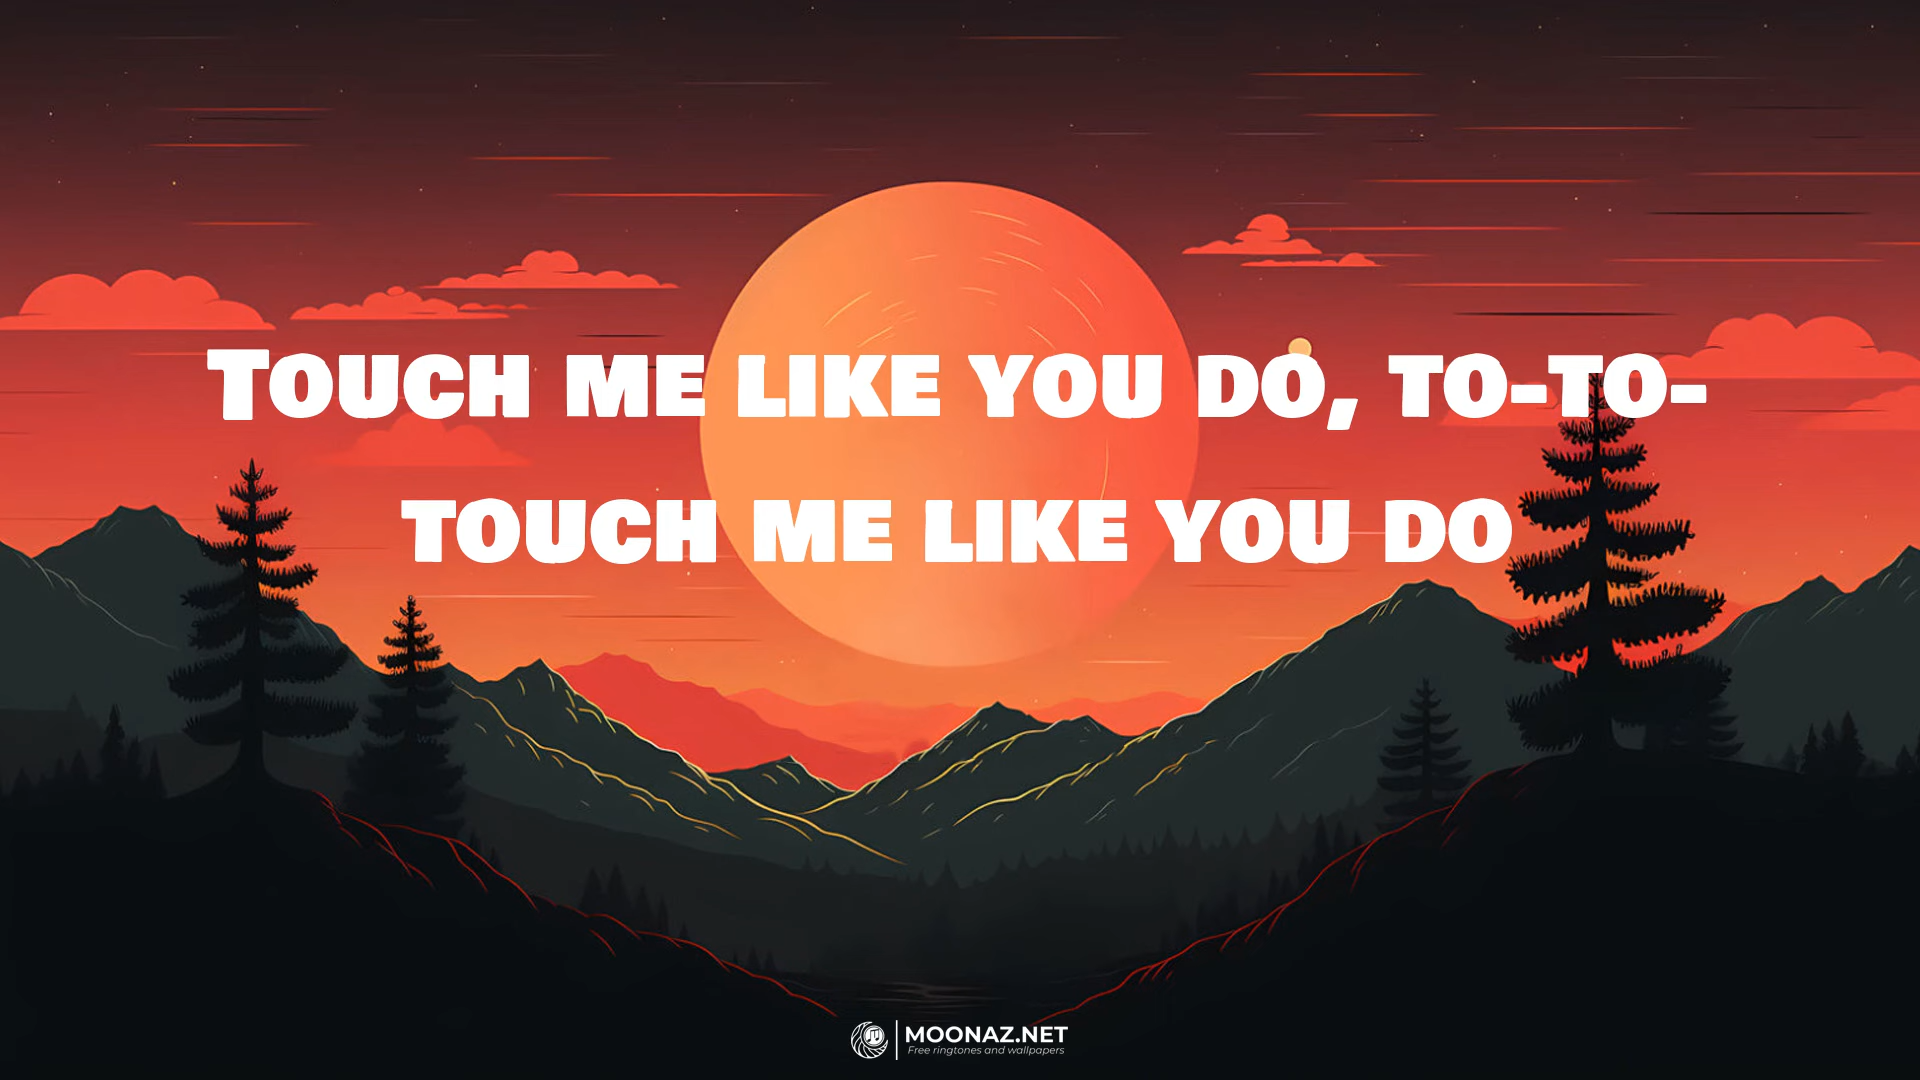 Touch me like you do, to-to-
touch me like you do
MOONAZ.NET
Free ringtones and wallpapers